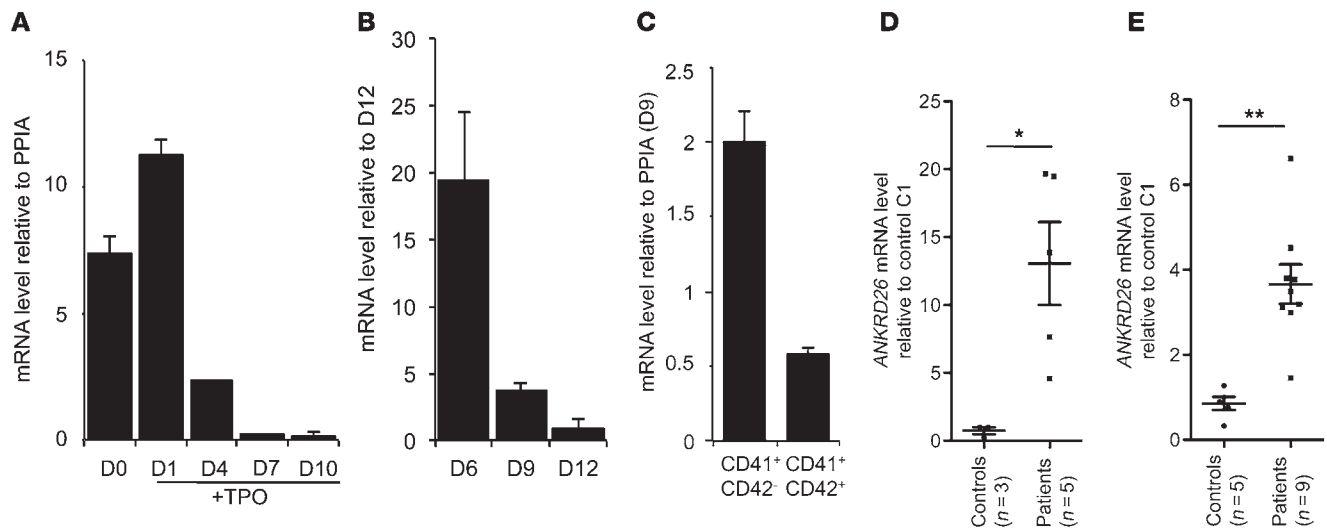 A
mRNA level relative to PPIA
15
10
5
0
D0 D1 D4 D7 D10
+TPO
B
mRNA level relative to D12
30
25
20
15
10
5
0
D6 D9 D12
C
mRNA level relative to PPIA (D9)
2.5
2
1.5
1
0.5
0
CD41+ CD41+
CD42- CD42+
D
ANKRD26 mRNA level
relative to control C1
25
20
15
10
5
0
*
Controls
(n = 3)
Patients
(n = 5)
E
ANKRD26 mRNA level
relative to control C1
8
6
4
2
0
**
Controls
(n = 5)
Patients
(n = 9)